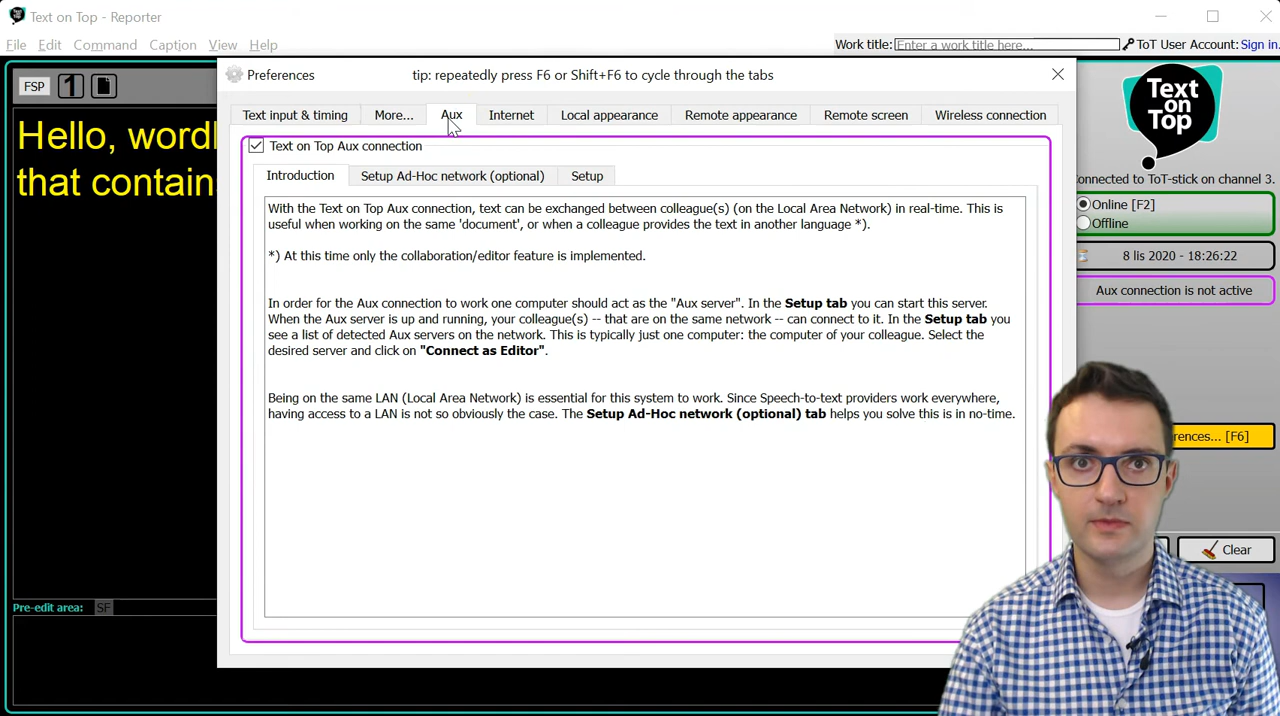 Text on Top - Reporter
File Edit Command Caption View Help
Work title: Enter a work title here... ToT User Account: Sign in.
FSP 1
Hello, wordl
that contain
Preferences tip: repeatedly press F6 or Shift+F6 to cycle through the tabs
Text input & timing More... Aux Internet Local appearance Remote appearance Remote screen Wireless connection
Text on Top Aux connection
Introduction Setup Ad-Hoc network (optional) Setup
With the Text on Top Aux connection, text can be exchanged between colleague(s) (on the Local Area Network) in real-time. This is
useful when working on the same 'document', or when a colleague provides the text in another language *).
*) At this time only the collaboration/editor feature is implemented.
In order for the Aux connection to work one computer should act as the "Aux server". In the Setup tab you can start this server.
When the Aux server is up and running, your colleague(s) -- that are on the same network -- can connect to it. In the Setup tab you
see a list of detected Aux servers on the network. This is typically just one computer: the computer of your colleague. Select the
desired server and click on "Connect as Editor".
Being on the same LAN (Local Area Network) is essential for this system to work. Since Speech-to-text providers work everywhere,
having access to a LAN is not so obviously the case. The Setup Ad-Hoc network (optional) tab helps you solve this is in no-time.
Text
on
Top
onnected to ToT-stick on channel 3.
Online [F2]
Offline
8 lis 2020 - 18:26:22
Aux connection is not active
rences... [F6]
Clear
Pre-edit area: SF